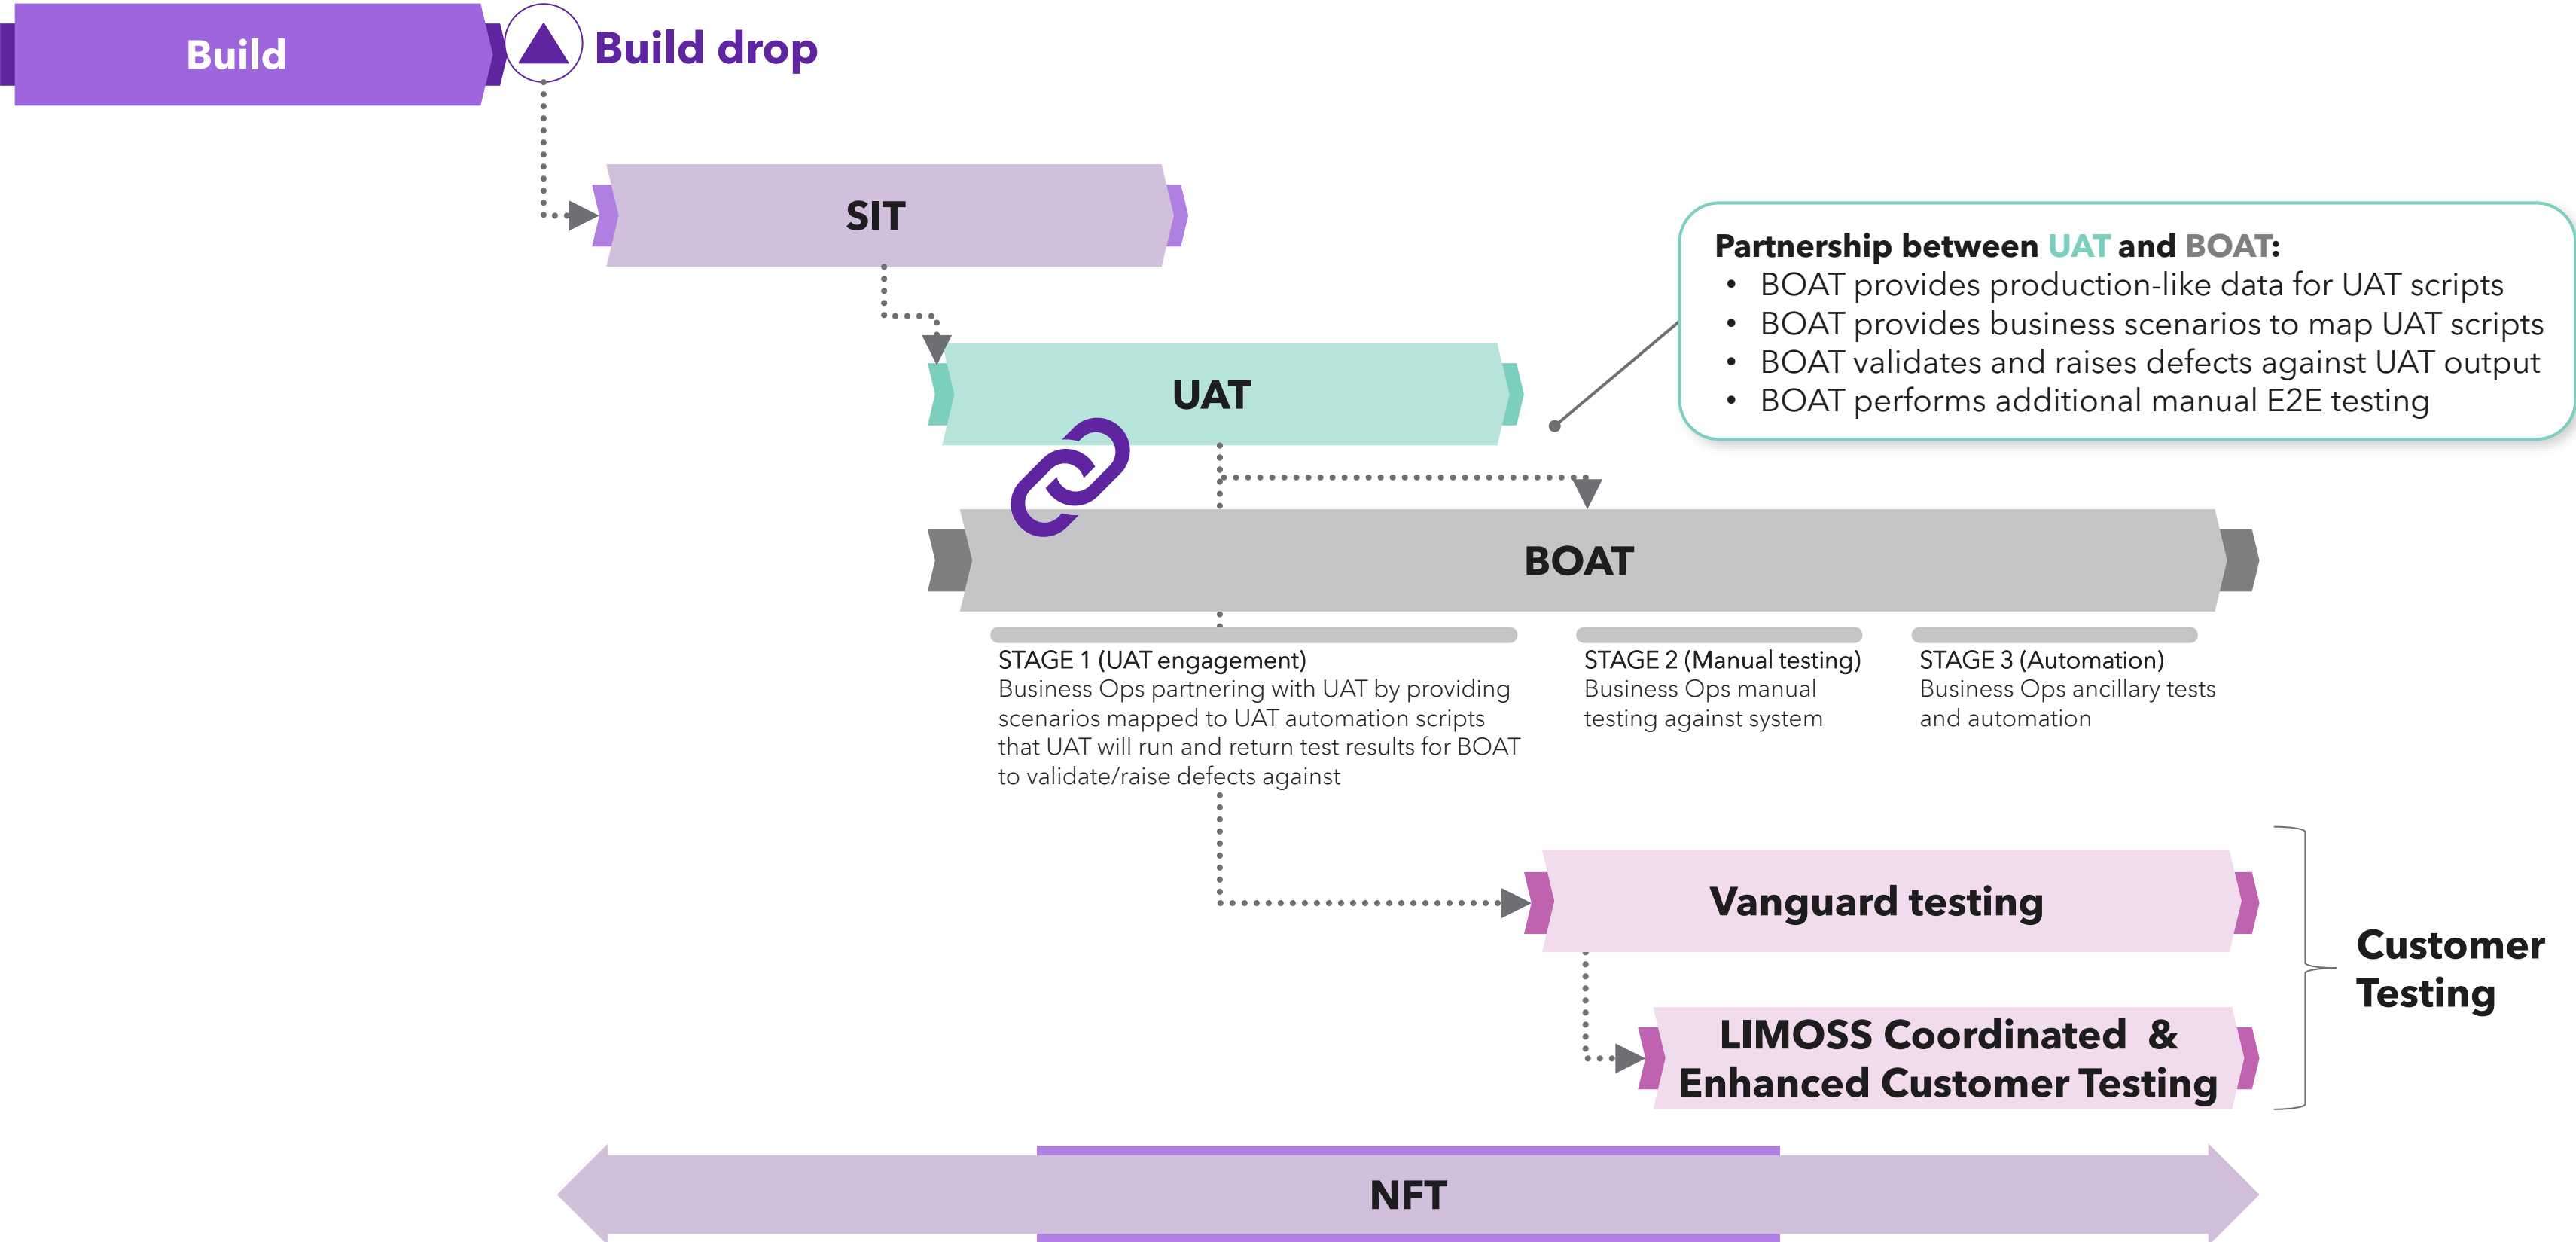 Build
Build drop
SIT
Partnership between UAT and BOAT:
• BOAT provides production-like data for UAT scripts
• BOAT provides business scenarios to map UAT scripts
• BOAT validates and raises defects against UAT output
• BOAT performs additional manual E2E testing
UAT
BOAT
STAGE 1 (UAT engagement)
Business Ops partnering with UAT by providing
scenarios mapped to UAT automation scripts
that UAT will run and return test results for BOAT
to validate/raise defects against
STAGE 2 (Manual testing)
Business Ops manual
testing against system
STAGE 3 (Automation)
Business Ops ancillary tests
and automation
Vanguard testing
LIMOSS Coordinated &
Enhanced Customer Testing
Customer
Testing
NFT